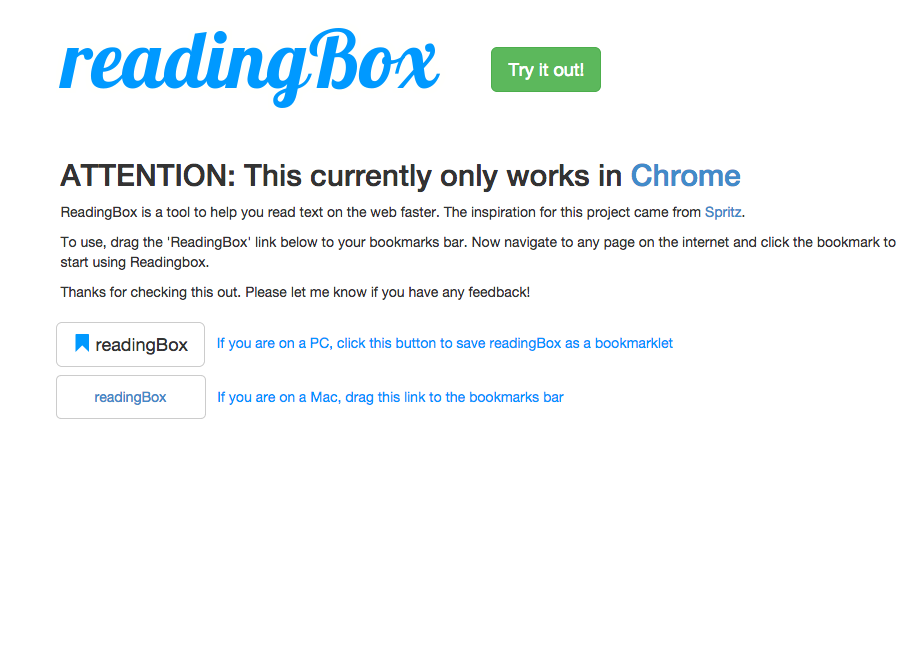 readingBox
Try it out!
ATTENTION: This currently only works in Chrome
ReadingBox is a tool to help you read text on the web faster. The inspiration for this project came from Spritz.
To use, drag the 'ReadingBox' link below to your bookmarks bar. Now navigate to any page on the internet and click the bookmark to
start using Readingbox.
Thanks for checking this out. Please let me know if you have any feedback!
readingBox
If you are on a PC, click this button to save readingBox as a bookmarklet
readingBox
If you are on a Mac, drag this link to the bookmarks bar